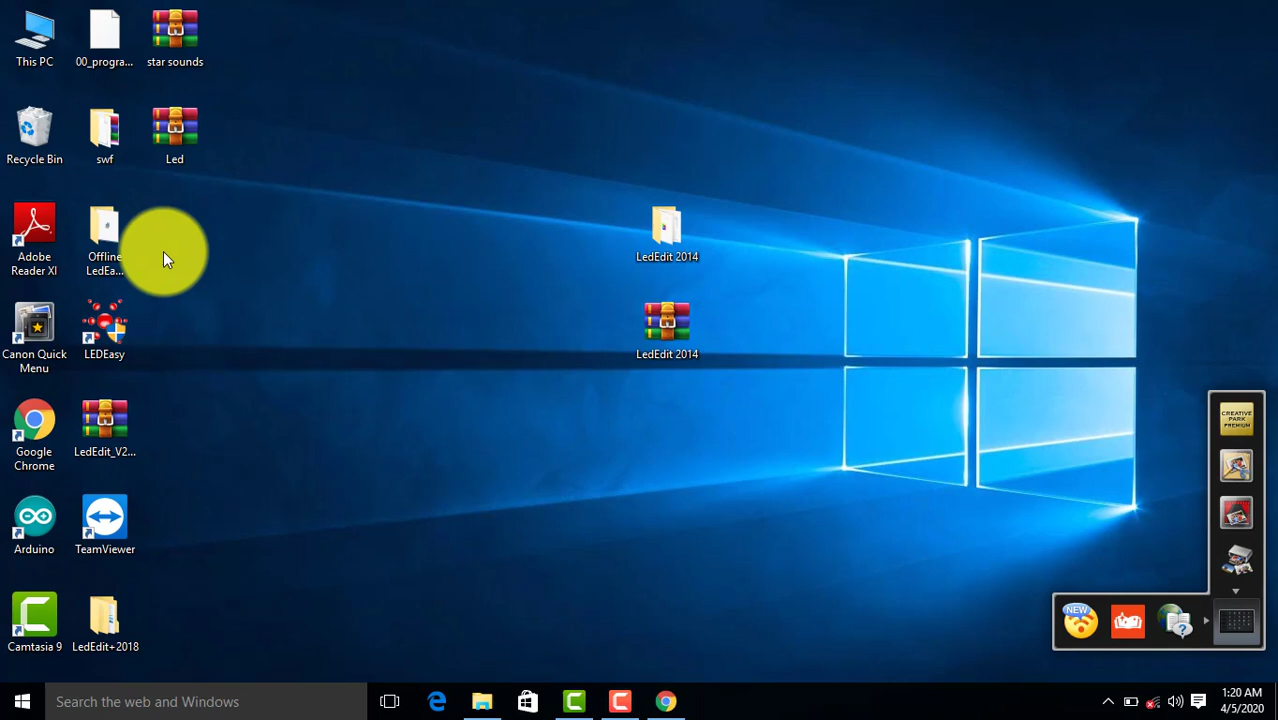 This PC
00_progra...
star sounds
Recycle Bin
swf
Led
Adobe
Reader XI
Offline
LedEa...
LedEdit 2014
Canon Quick
Menu
LEDEasy
LedEdit 2014
Google
Chrome
LedEdit_V2...
Arduino
TeamViewer
Camtasia 9
LedEdit+2018
CREATIVE
PARK
PREMIUM
NEW
Search the web and Windows
1:20 AM
4/5/2020